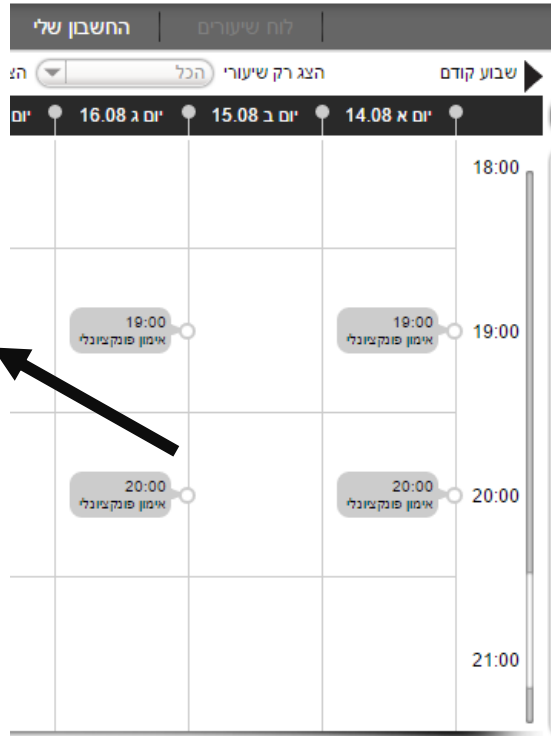 לוח שיעורים החשבון שלי
שבוע קודם הצג רק שיעורי הכל
יום א 14.08 יום ב 15.08 יום ג 16.08 יום
18:00
19:00
19:00
אימון פונקציונלי
19:00
אימון פונקציונלי
20:00
20:00
אימון פונקציונלי
20:00
אימון פונקציונלי
21:00